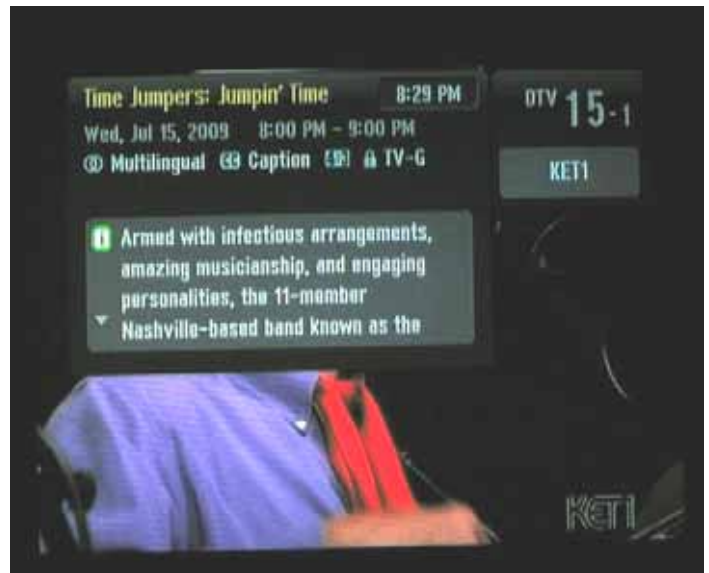 Time Jumpers: Jumpin' Time 8:29 PM
DTV 15-1
Wed, Jul 15, 2009 8:00 PM - 9:00 PM
Multilingual CC Caption TV-G
KET1
i Armed with infectious arrangements,
amazing musicianship, and engaging
personalities, the 11-member
Nashville-based band known as the
KET1